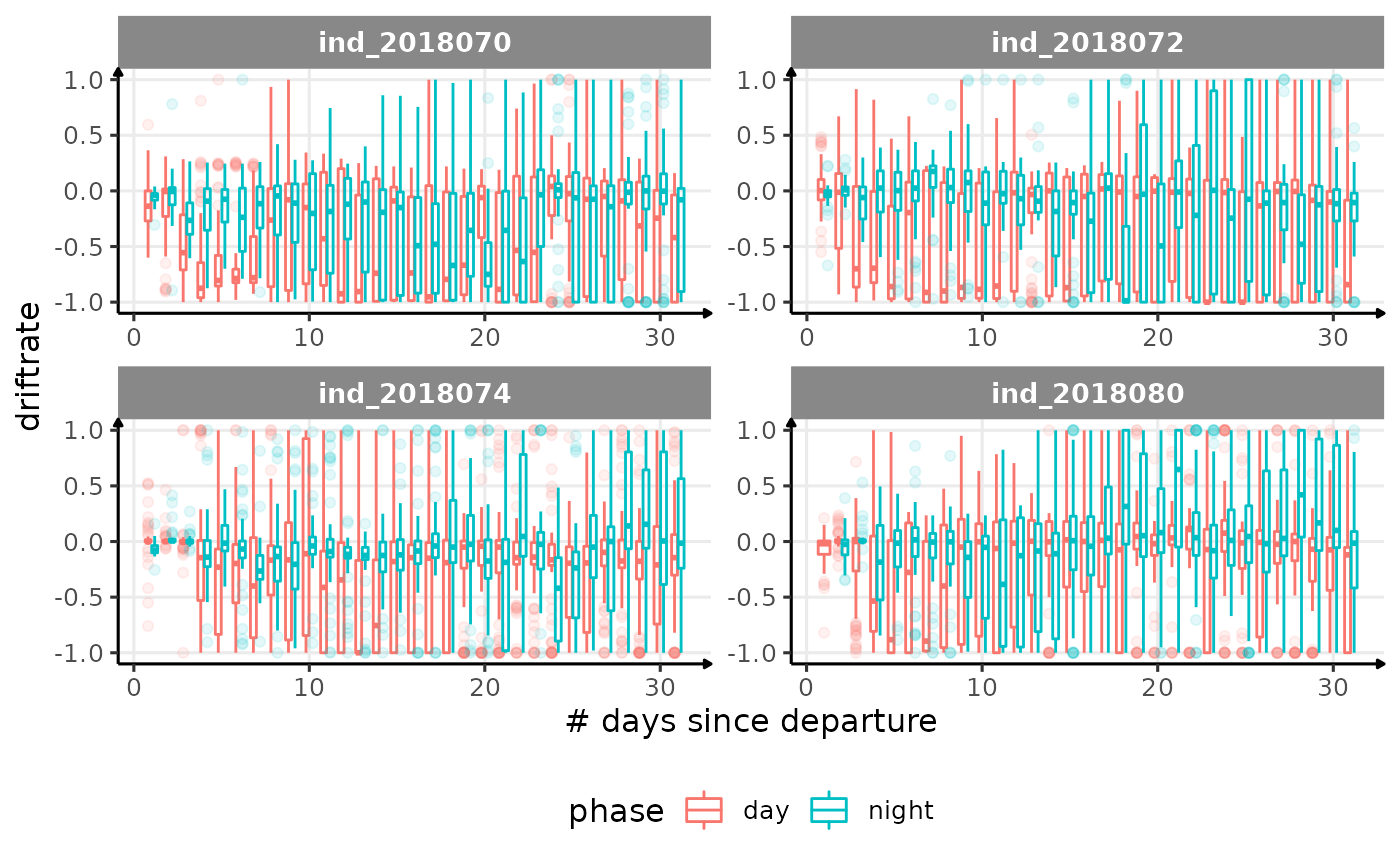 ind_2018070 ind_2018072
1.0 1.0
0.5 0.5
0.0 0.0
-0.5 -0.5
-1.0 -1.0
0 10 20 30 0 10 20 30
driftrate
ind_2018074 ind_2018080
1.0 1.0
0.5 0.5
0.0 0.0
-0.5 -0.5
-1.0 -1.0
0 10 20 30 0 10 20 30
# days since departure
phase day night